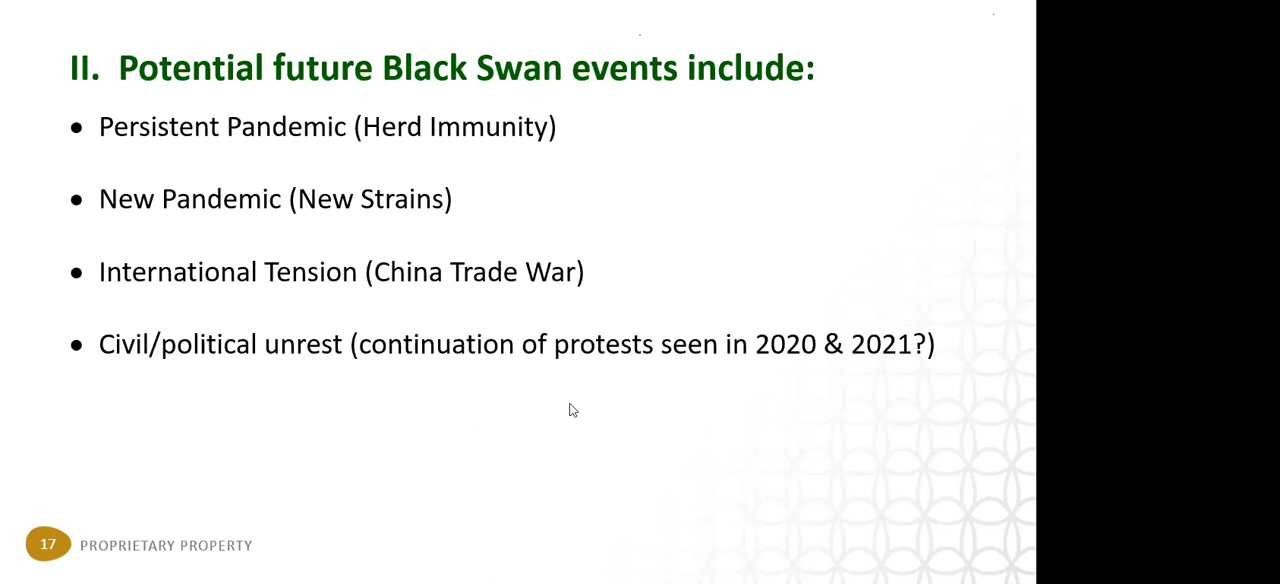 II. Potential future Black Swan events include:
• Persistent Pandemic (Herd Immunity)
• New Pandemic (New Strains)
• International Tension (China Trade War)
• Civil/political unrest (continuation of protests seen in 2020 & 2021?)
17 PROPRIETARY PROPERTY